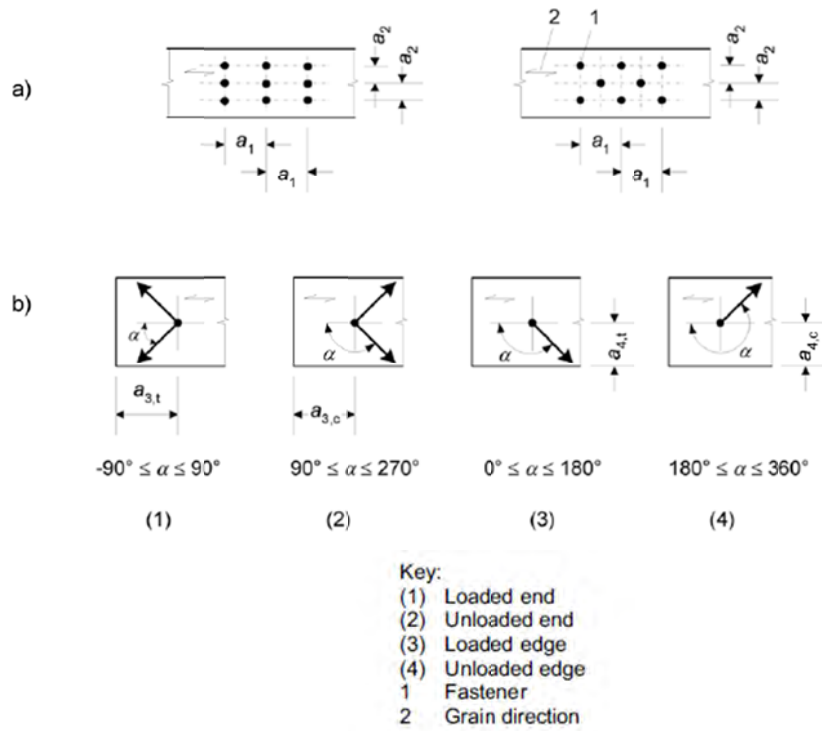 a)
2
1
a2
a2
a2
a2
a1
a1
a1
a1
b)
α
α
α
α
a4,t
a4,c
a3,t
a3,c
-90° ≤ α ≤ 90°
90° ≤ α ≤ 270°
0° ≤ α ≤ 180°
180° ≤ α ≤ 360°
(1)
(2)
(3)
(4)
Key:
(1) Loaded end
(2) Unloaded end
(3) Loaded edge
(4) Unloaded edge
1 Fastener
2 Grain direction